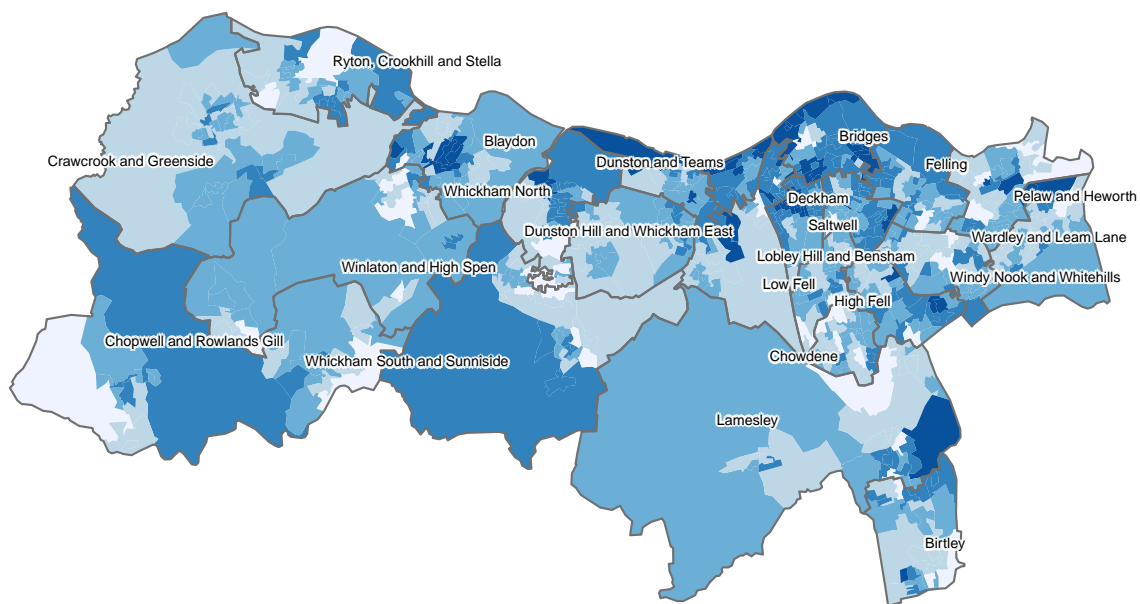 Ryton, Crookhill and Stella
Bridges
Blaydon
Crawcrook and Greenside
Dunston and Teams
Felling
Whickham North
Deckham
Pelaw and Heworth
Saltwell
Dunston Hill and Whickham East
Wardley and Leam Lane
Lobley Hill and Bensham
Winlaton and High Spen
Windy Nook and Whitehills
Low Fell
High Fell
Chopwell and Rowlands Gill
Chowdene
Whickham South and Sunniside
Lamesley
Birtley